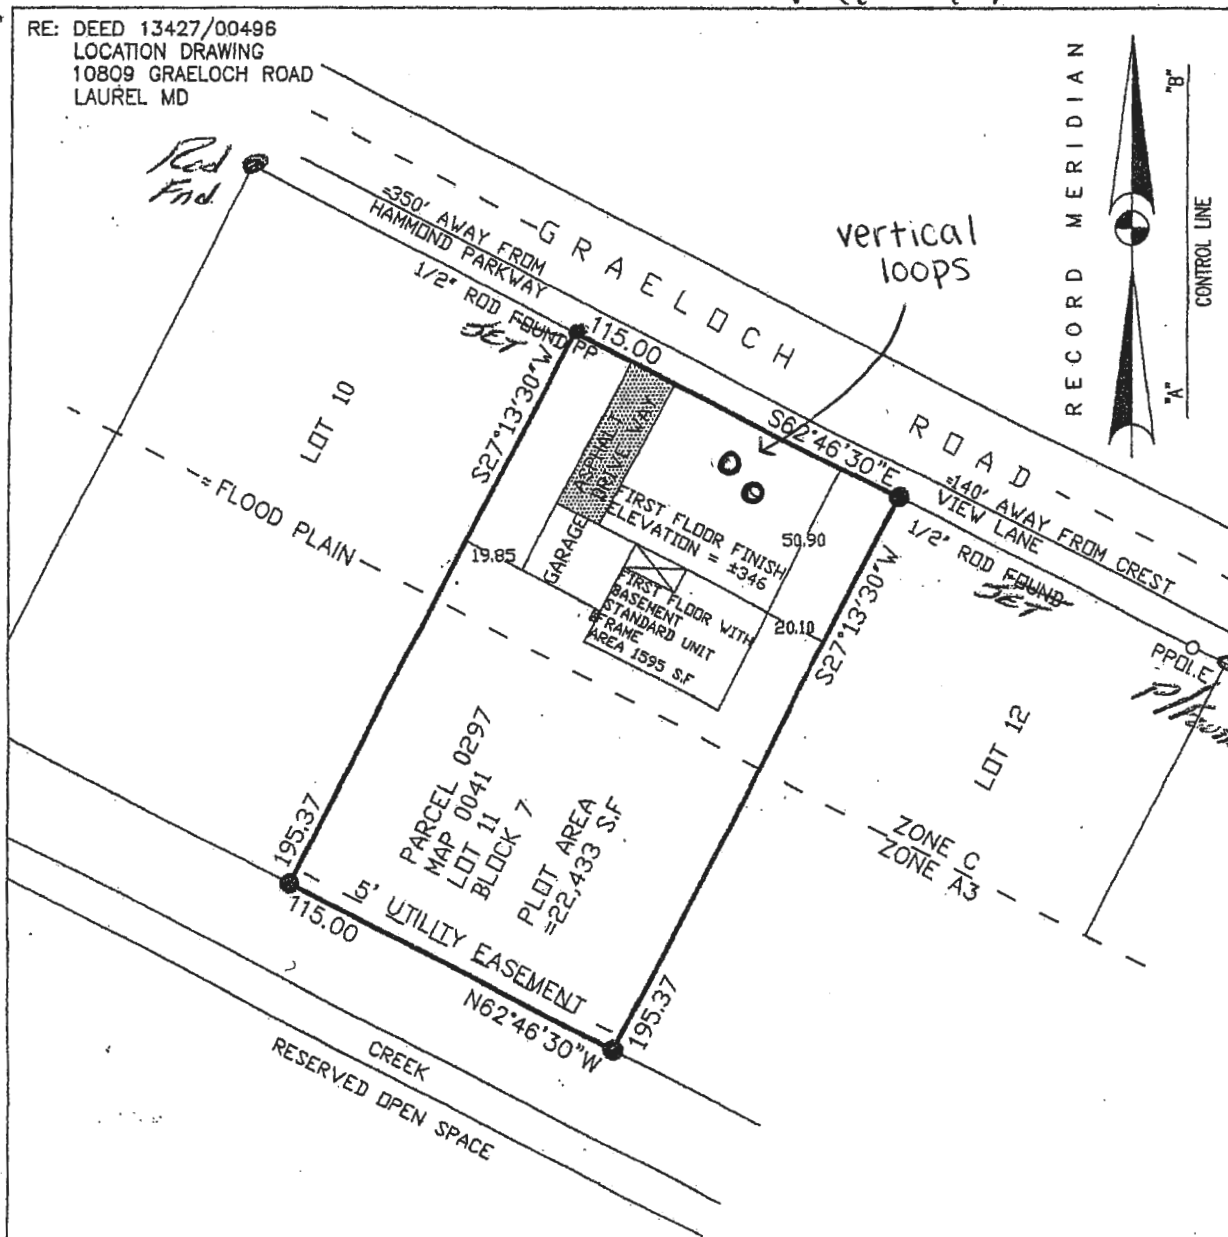 RE: DEED 13427/00496
LOCATION DRAWING
10809 GRAELOCH ROAD
LAUREL MD
Rod
Fnd.
=350' AWAY FROM
HAMMOND PARKWAY
1/2" ROD FOUND PP
SET
GRAELOCH ROAD
vertical
loops
RECORD MERIDIAN
"A" CONTROL LINE "B"
115.00
S62°46'30"E
S27°13'30"W
ASPHALT
DRIVE WAY
GARAGE
FIRST FLOOR FINISH
ELEVATION = ±346
50.90
19.85
20.10
FIRST FLOOR WITH
BASEMENT
STANDARD UNIT
FRAME
AREA 1595 S.F
S27°13'30"W
=140' AWAY FROM CREST
VIEW LANE
1/2" ROD FOUND
SET
PPOLE
LOT 10
≈ FLOOD PLAIN
LOT 12
ZONE C
ZONE A3
PARCEL 0297
MAP 0041
LOT 11
BLOCK 7
PLOT AREA
=22,433 S.F
195.37
115.00
5' UTILITY EASEMENT
195.37
N62°46'30"W
CREEK
RESERVED OPEN SPACE